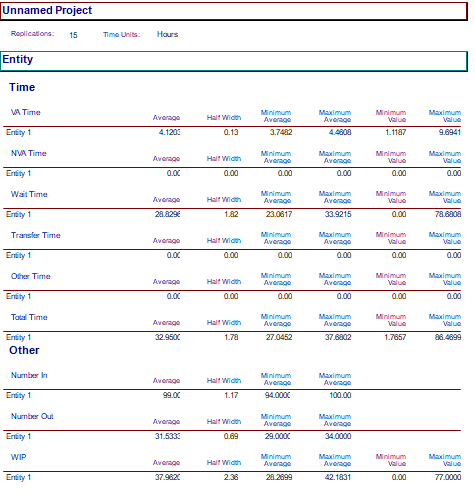 Unnamed Project
Replications: 15 Time Units: Hours
Entity
Time
VA Time Average Half Width Minimum Average Maximum Average Minimum Value Maximum Value
Entity 1 4.1203 0.13 3.7482 4.4608 1.1187 9.6941
NVA Time Average Half Width Minimum Average Maximum Average Minimum Value Maximum Value
Entity 1 0.00 0.00 0.00 0.00 0.00 0.00
Wait Time Average Half Width Minimum Average Maximum Average Minimum Value Maximum Value
Entity 1 28.8296 1.82 23.0617 33.9215 0.00 78.6808
Transfer Time Average Half Width Minimum Average Maximum Average Minimum Value Maximum Value
Entity 1 0.00 0.00 0.00 0.00 0.00 0.00
Other Time Average Half Width Minimum Average Maximum Average Minimum Value Maximum Value
Entity 1 0.00 0.00 0.00 0.00 0.00 0.00
Total Time Average Half Width Minimum Average Maximum Average Minimum Value Maximum Value
Entity 1 32.9500 1.78 27.0452 37.6802 1.7657 86.4699
Other
Number In Average Half Width Minimum Average Maximum Average
Entity 1 99.00 1.17 94.0000 100.00
Number Out Average Half Width Minimum Average Maximum Average
Entity 1 31.5333 0.69 29.0000 34.0000
WIP Average Half Width Minimum Average Maximum Average Minimum Value Maximum Value
Entity 1 37.9620 2.36 28.2699 42.1831 0.00 77.0000